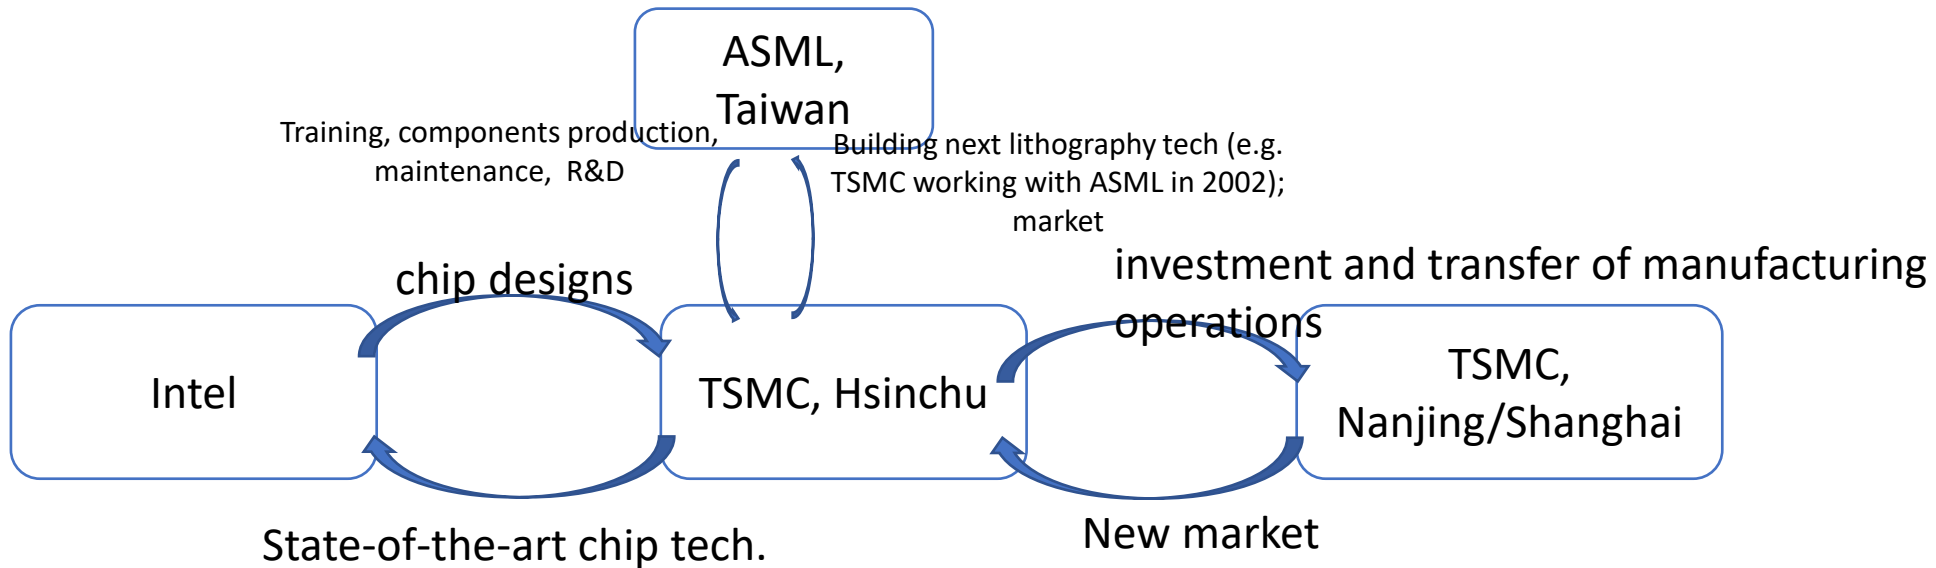 ASML,
Taiwan
Training, components production,
maintenance,  R&D
Building next lithography tech (e.g.
TSMC working with ASML in 2002);
market
chip designs
investment and transfer of manufacturing
operations
Intel
TSMC, Hsinchu
TSMC,
Nanjing/Shanghai
State-of-the-art chip tech.
New market